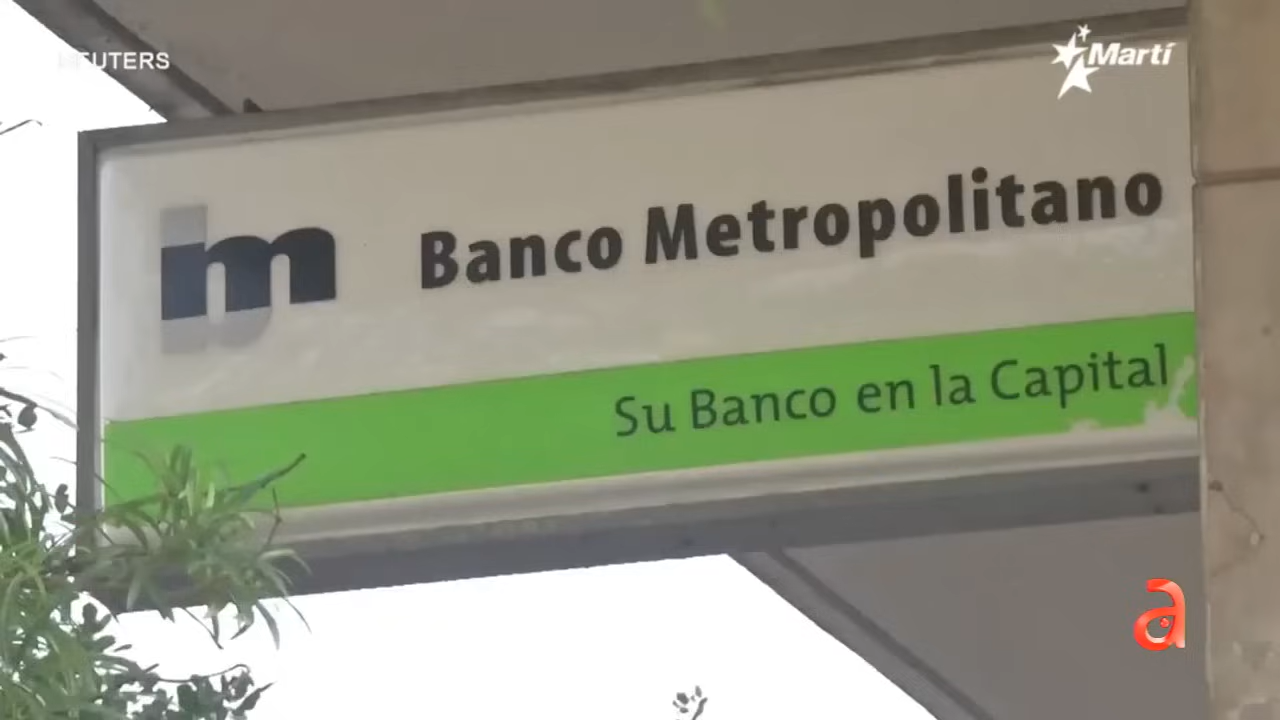 REUTERS
Martí
m
Banco Metropolitano
Su Banco en la Capital
a